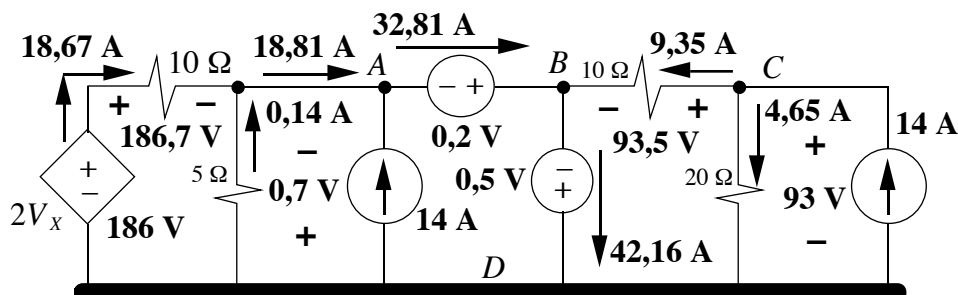 32,81 A
18,67 A 18,81 A 9,35 A
10 Ω A B 10 Ω C
+ − − + − +
186,7 V 0,14 A 0,2 V 93,5 V 4,65 A 14 A
+ − − − +
5 Ω 0,7 V 0,5 V 20 Ω 93 V
+ −
2V_X 186 V + 14 A + 42,16 A −
D